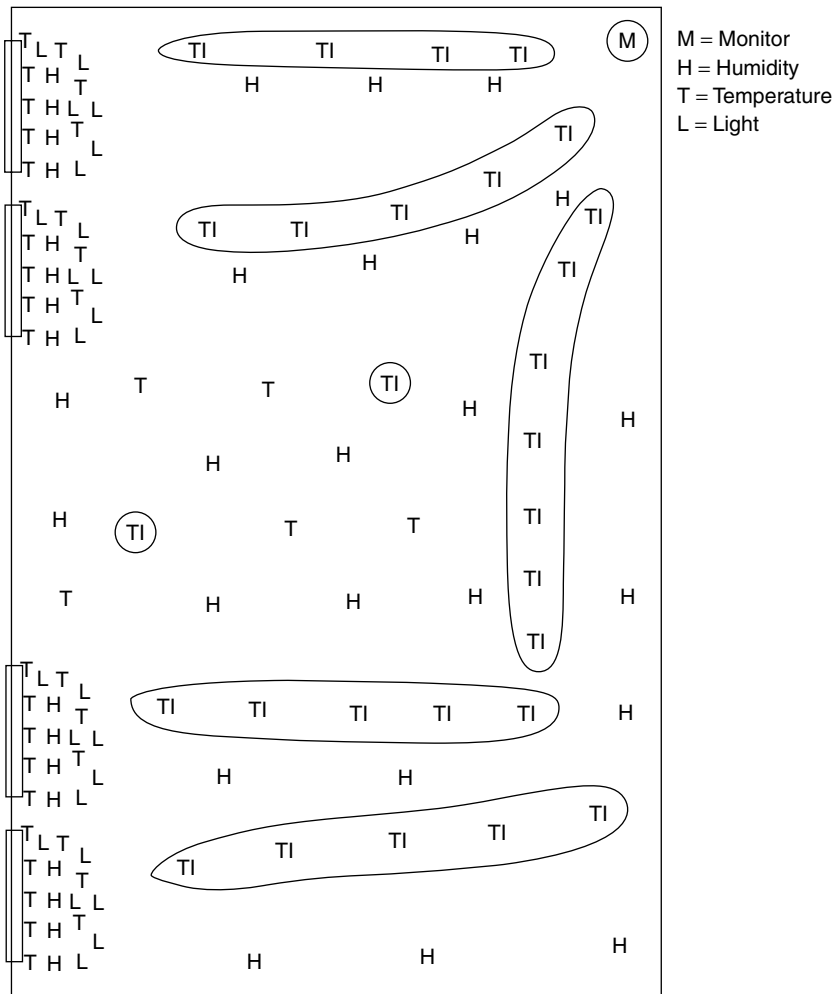 T L T L TI TI TI TI M
M = Monitor
H = Humidity
T = Temperature
L = Light
T H T H H H
T H L L
T H T L TI
T H L TI
H
T L T L TI TI TI TI
T H T H
T H L L H H TI
T H T L
T H L
TI
T T TI
H H H
TI
H H
H TI T T TI
TI
T H H H H
TI
T L T L
T H T TI TI TI TI TI H
T H L L
T H T L H H
T H L TI
T L T L TI TI TI
T H T TI
T H L L
T H T L H
T H L H H